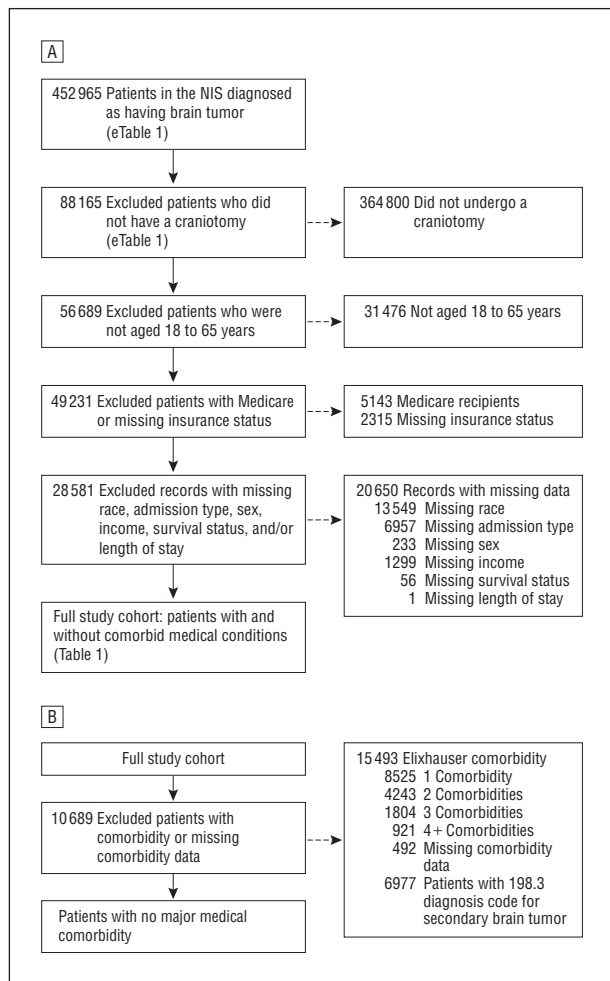 A
452 965 Patients in the NIS diagnosed
as having brain tumor
(eTable 1)
88 165 Excluded patients who did
not have a craniotomy
(eTable 1)
364 800 Did not undergo a
craniotomy
56 689 Excluded patients who were
not aged 18 to 65 years
31 476 Not aged 18 to 65 years
49 231 Excluded patients with Medicare
or missing insurance status
5143 Medicare recipients
2315 Missing insurance status
28 581 Excluded records with missing
race, admission type, sex,
income, survival status, and/or
length of stay
20 650 Records with missing data
13 549 Missing race
6957 Missing admission type
233 Missing sex
1299 Missing income
56 Missing survival status
1 Missing length of stay
Full study cohort: patients with and
without comorbid medical conditions
(Table 1)
B
Full study cohort
10 689 Excluded patients with
comorbidity or missing
comorbidity data
15 493 Elixhauser comorbidity
8525 1 Comorbidity
4243 2 Comorbidities
1804 3 Comorbidities
921 4+ Comorbidities
492 Missing comorbidity
data
6977 Patients with 198.3
diagnosis code for
secondary brain tumor
Patients with no major medical
comorbidity